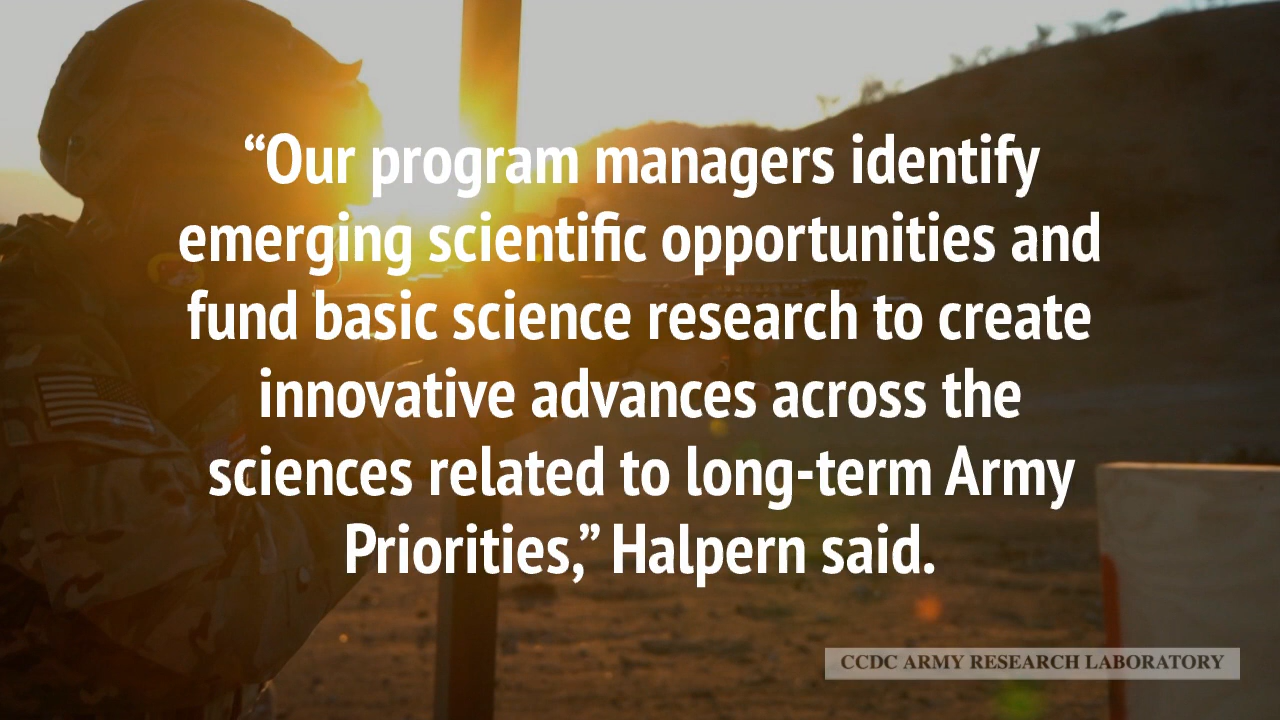 “Our program managers identify
emerging scientific opportunities and
fund basic science research to create
innovative advances across the
sciences related to long-term Army
Priorities,” Halpern said.
CCDC ARMY RESEARCH LABORATORY